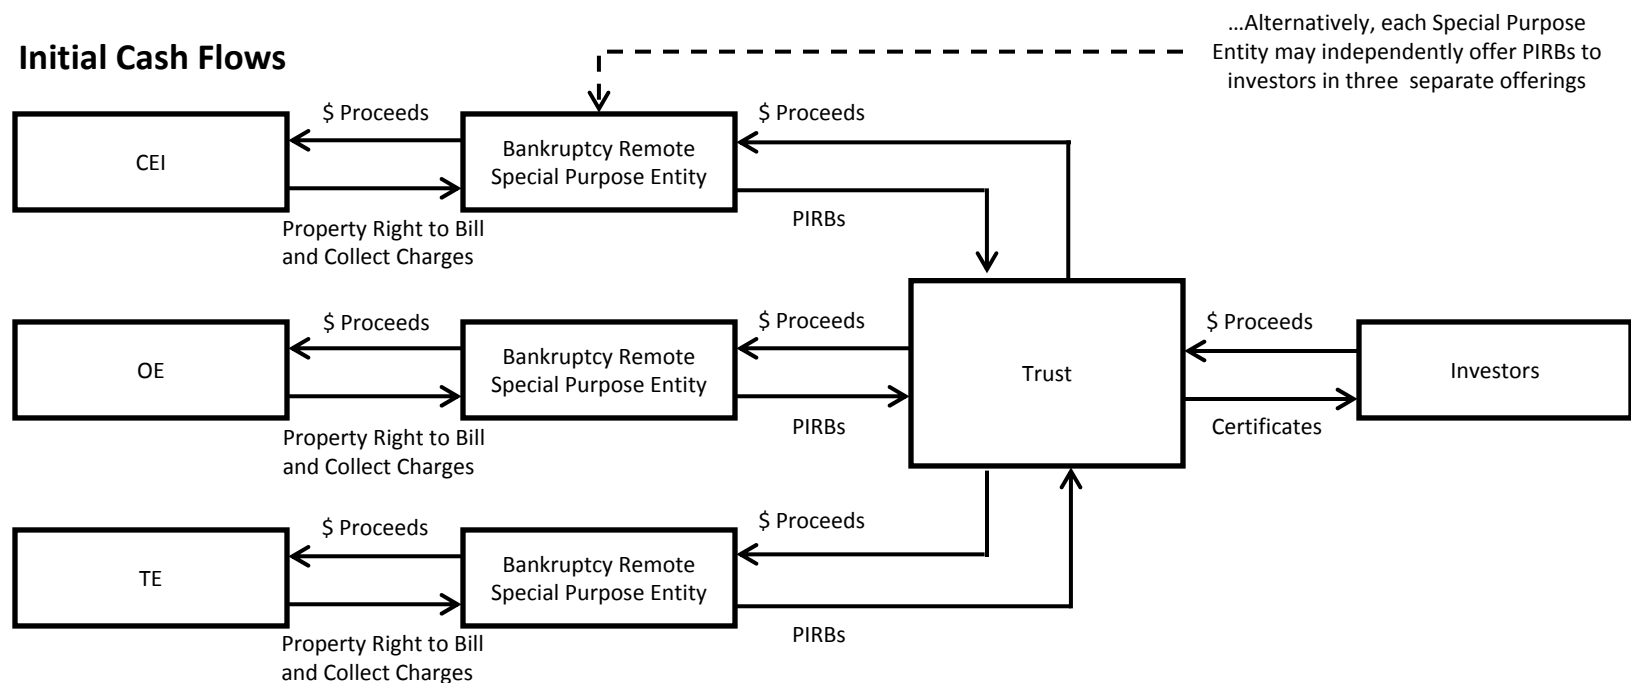 …Alternatively, each Special Purpose
Entity may independently offer PIRBs to
investors in three  separate offerings
Initial Cash Flows
$ Proceeds
$ Proceeds
CEI
Bankruptcy Remote
Special Purpose Entity
Property Right to Bill
and Collect Charges
PIRBs
$ Proceeds
$ Proceeds
$ Proceeds
OE
Bankruptcy Remote
Special Purpose Entity
Trust
Investors
Property Right to Bill
and Collect Charges
PIRBs
Certificates
$ Proceeds
$ Proceeds
TE
Bankruptcy Remote
Special Purpose Entity
Property Right to Bill
and Collect Charges
PIRBs